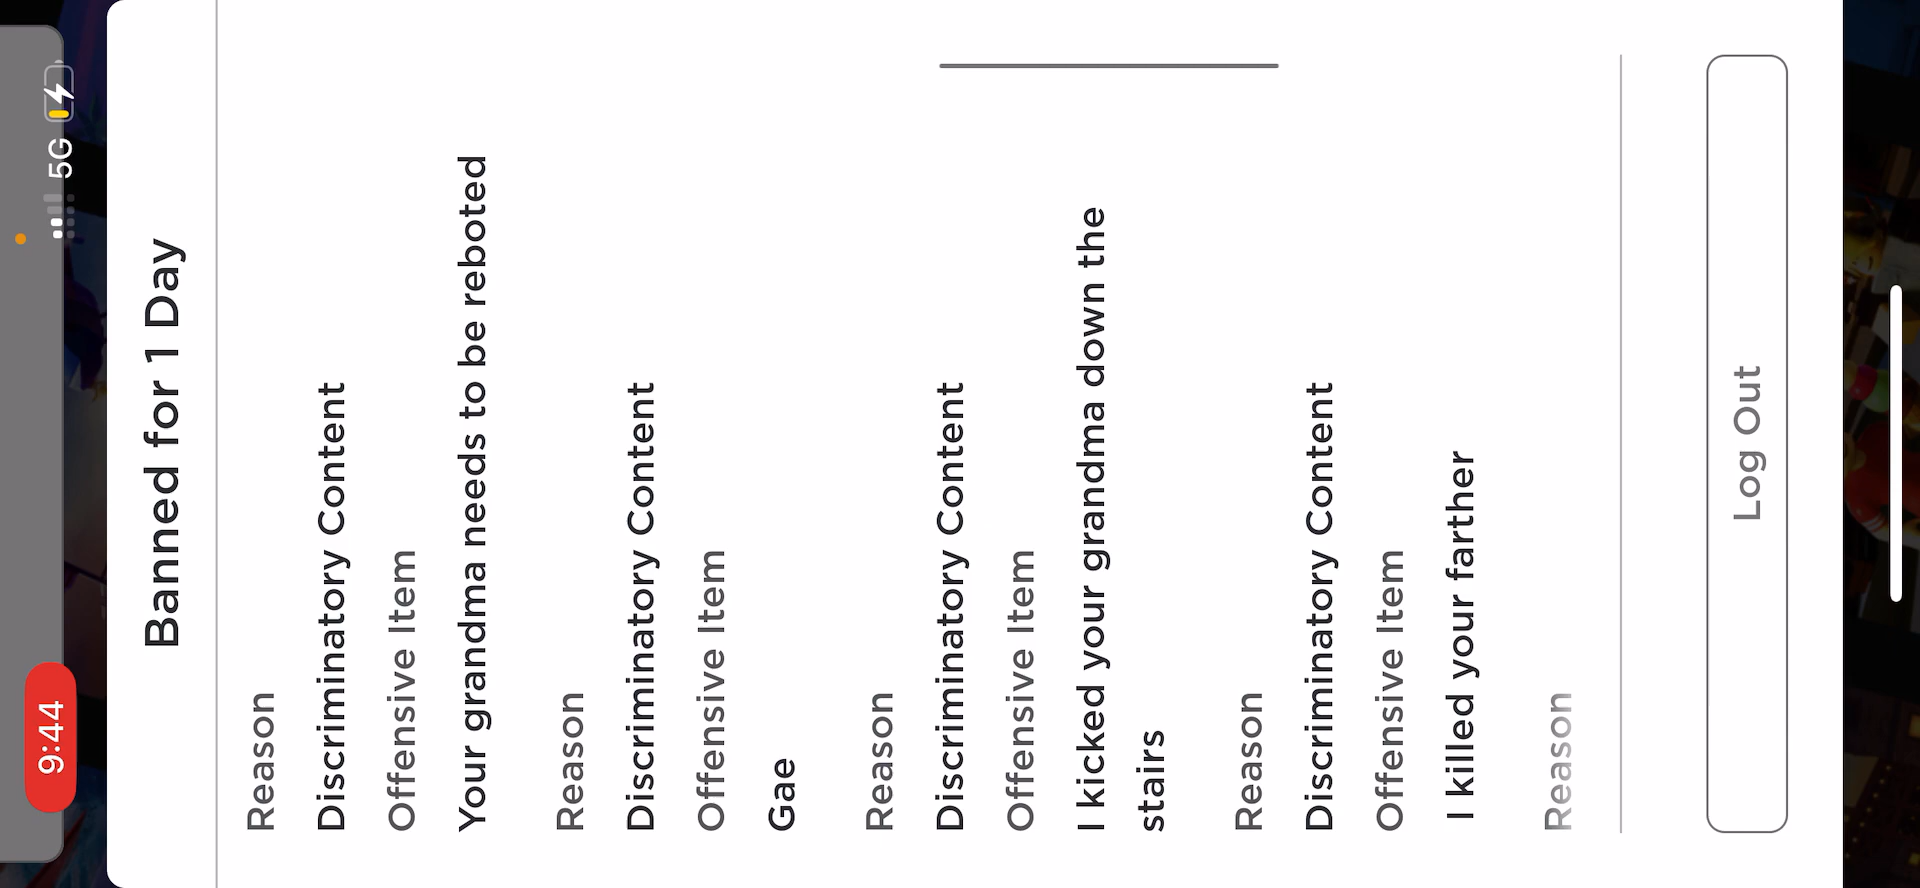 9:44
5G
Banned for 1 Day
Reason
Discriminatory Content
Offensive Item
Your grandma needs to be reboted
Reason
Discriminatory Content
Offensive Item
Gae
Reason
Discriminatory Content
Offensive Item
I kicked your grandma down the
stairs
Reason
Discriminatory Content
Offensive Item
I killed your farther
Reason
Log Out